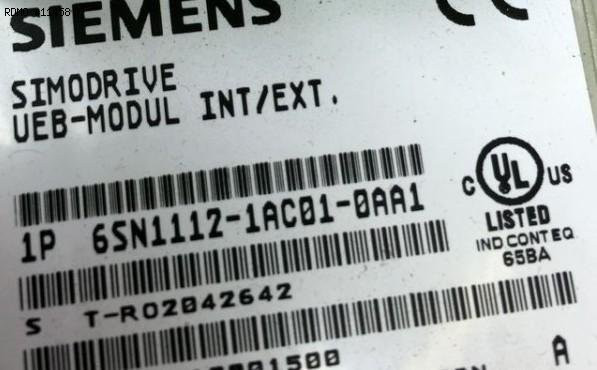 SIEMENS
SIMODRIVE
UEB-MODUL INT/EXT.
1P 6SN1112-1AC01-0AA1
C UL US
LISTED
IND CONT EQ
65BA
S T-R02042642
A